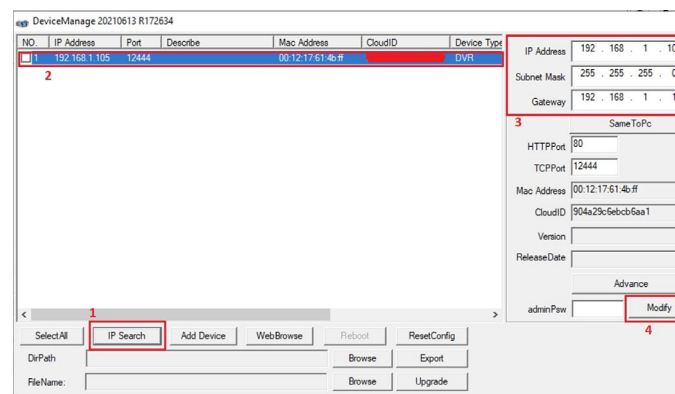 DeviceManage 20210613 R172634
NO. IP Address Port Describe Mac Address CloudID Device Type
1 192.168.1.105 12444 00:12:17:61:4b:ff DVR
2
IP Address 192 . 168 . 1 . 10
Subnet Mask 255 . 255 . 255 . 0
Gateway 192 . 168 . 1 . 1
3
SameToPc
HTTPPort 80
TCPPort 12444
Mac Address 00:12:17:61:4b:ff
CloudID 904a29c6ebcb6aa1
Version
ReleaseDate
Advance
adminPsw Modify
4
1
SelectAll IP Search Add Device WebBrowse Reboot ResetConfig
DirPath Browse Export
FileName: Browse Upgrade